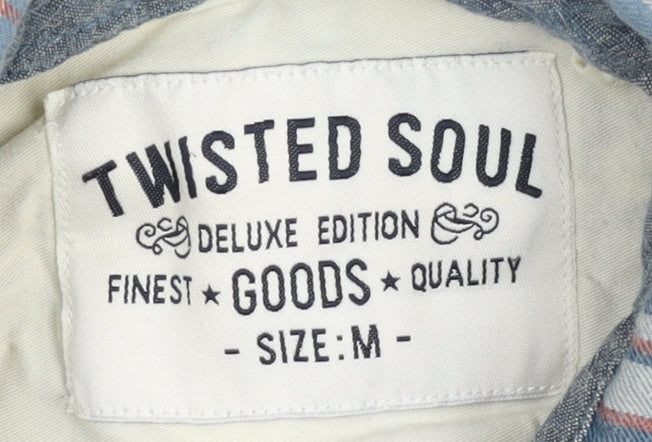 TWISTED SOUL
DELUXE EDITION
FINEST ★ GOODS ★ QUALITY
- SIZE:M -